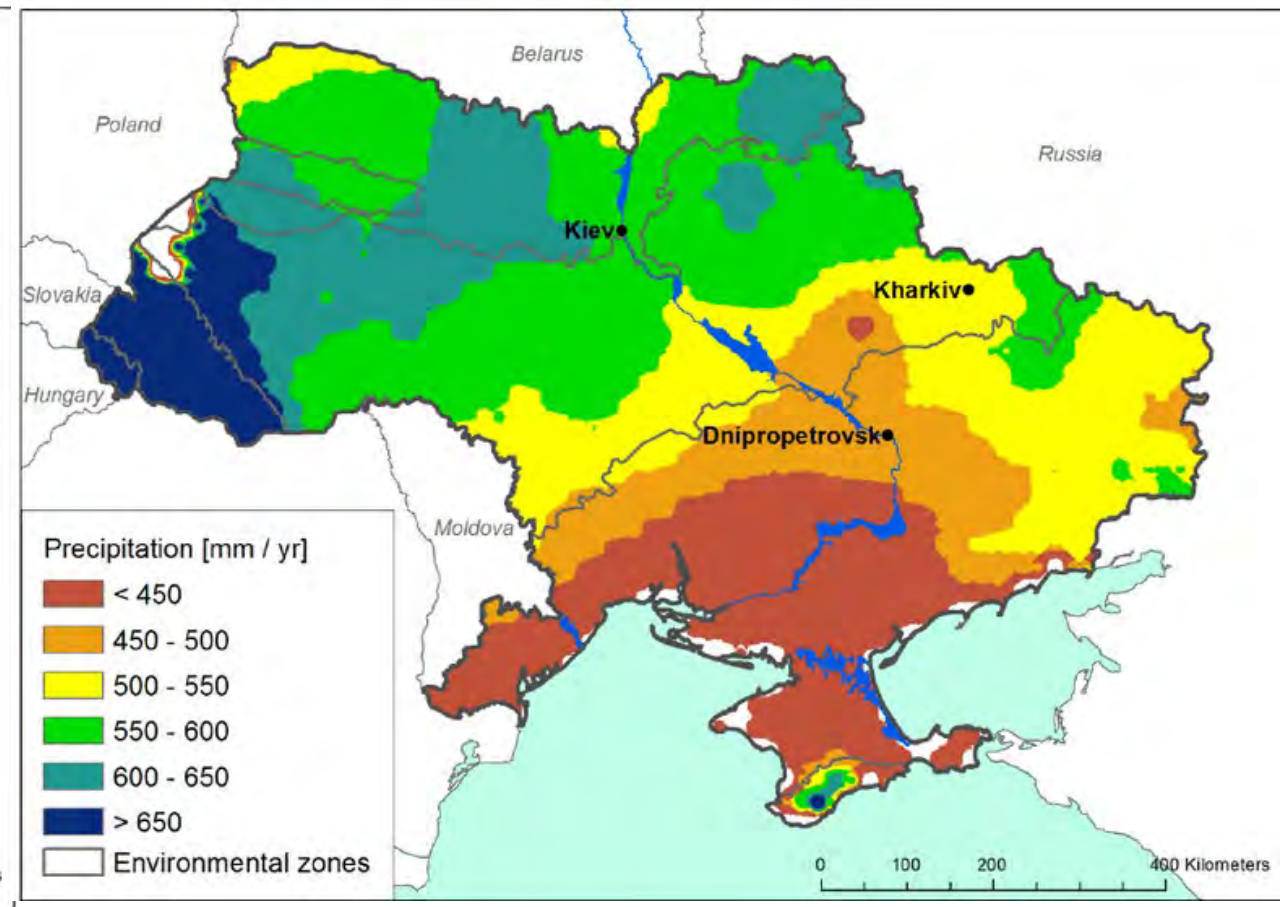 Belarus
Poland
Russia
Kiev
Slovakia
Kharkiv
Hungary
Dnipropetrovsk
Moldova
Precipitation [mm / yr]
< 450
450 - 500
500 - 550
550 - 600
600 - 650
> 650
Environmental zones
0 100 200 400 Kilometers